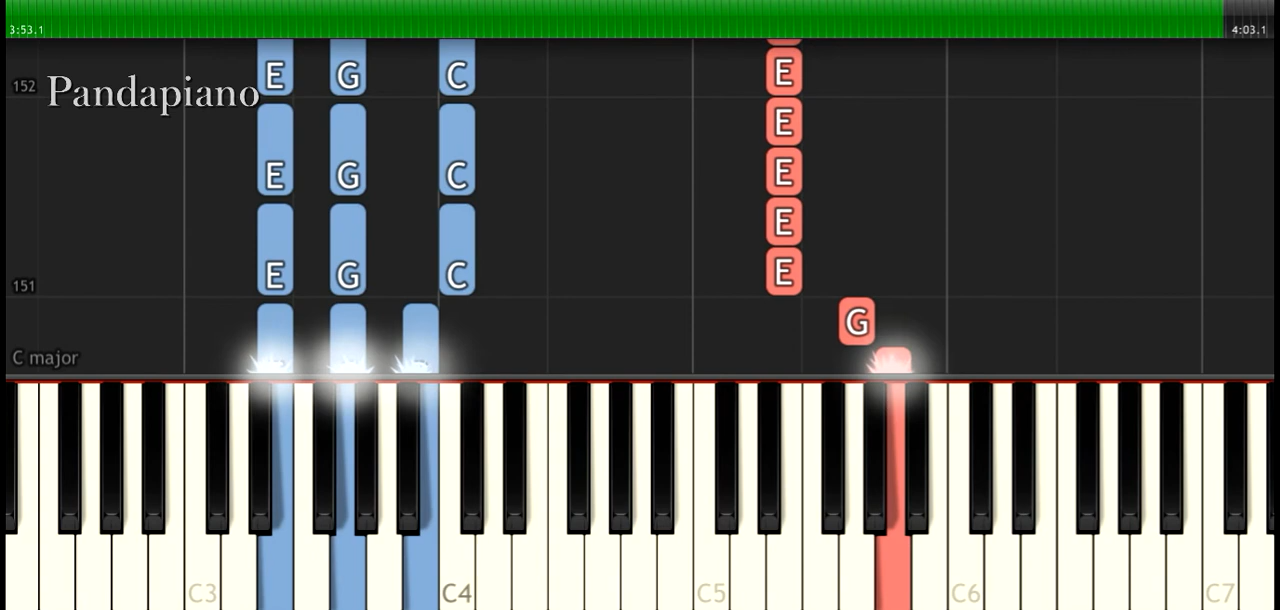 3:53.1
4:03.1
E G C E
152
Pandapiano
E
E G C E
E
E G C E
151
G
C major
C3 C4 C5 C6 C7